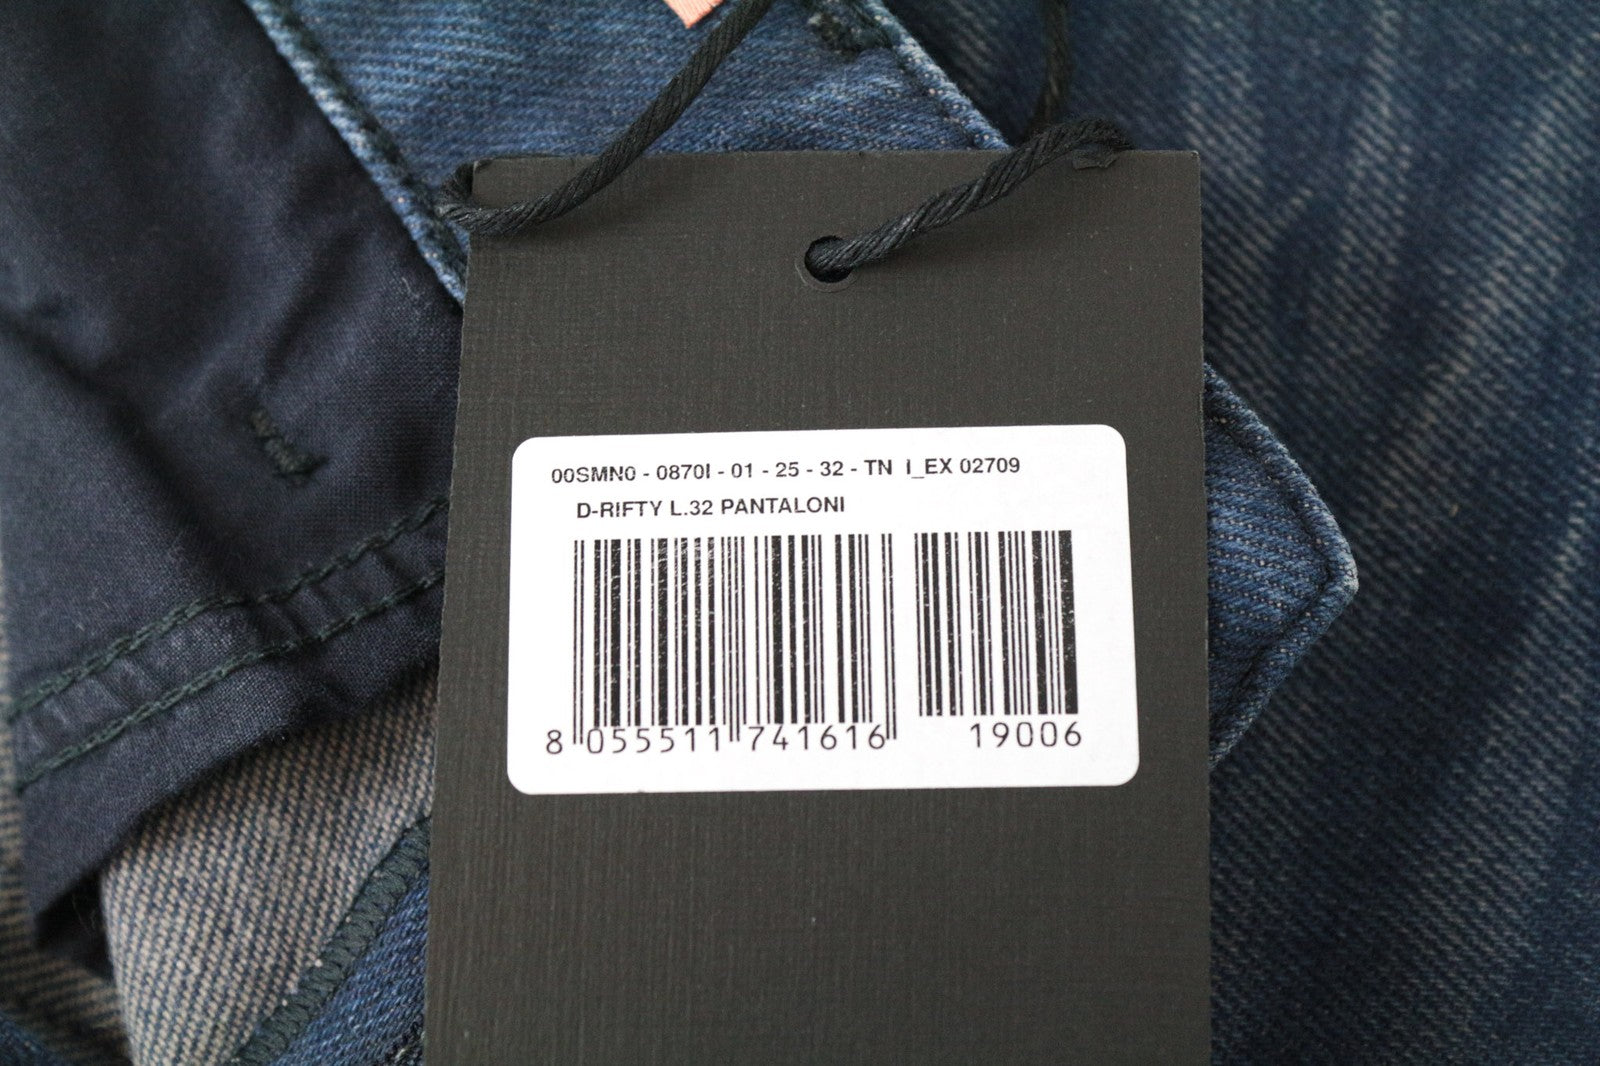 00SMN0 - 0870I - 01 - 25 - 32 - TN I_EX 02709
D-RIFTY L.32 PANTALONI
8 055511 741616 19006